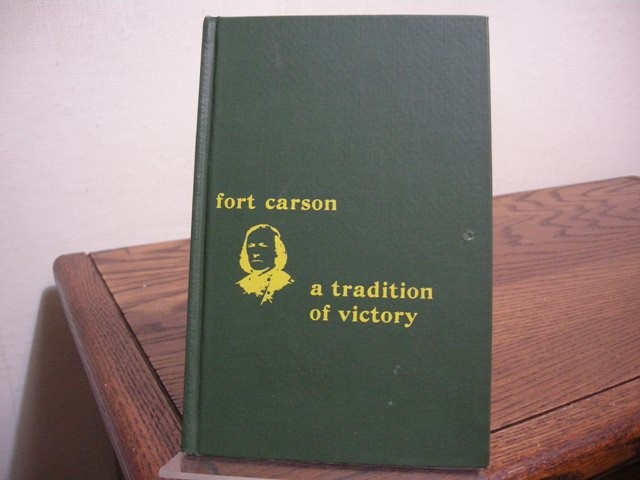 fort carson
a tradition
of victory